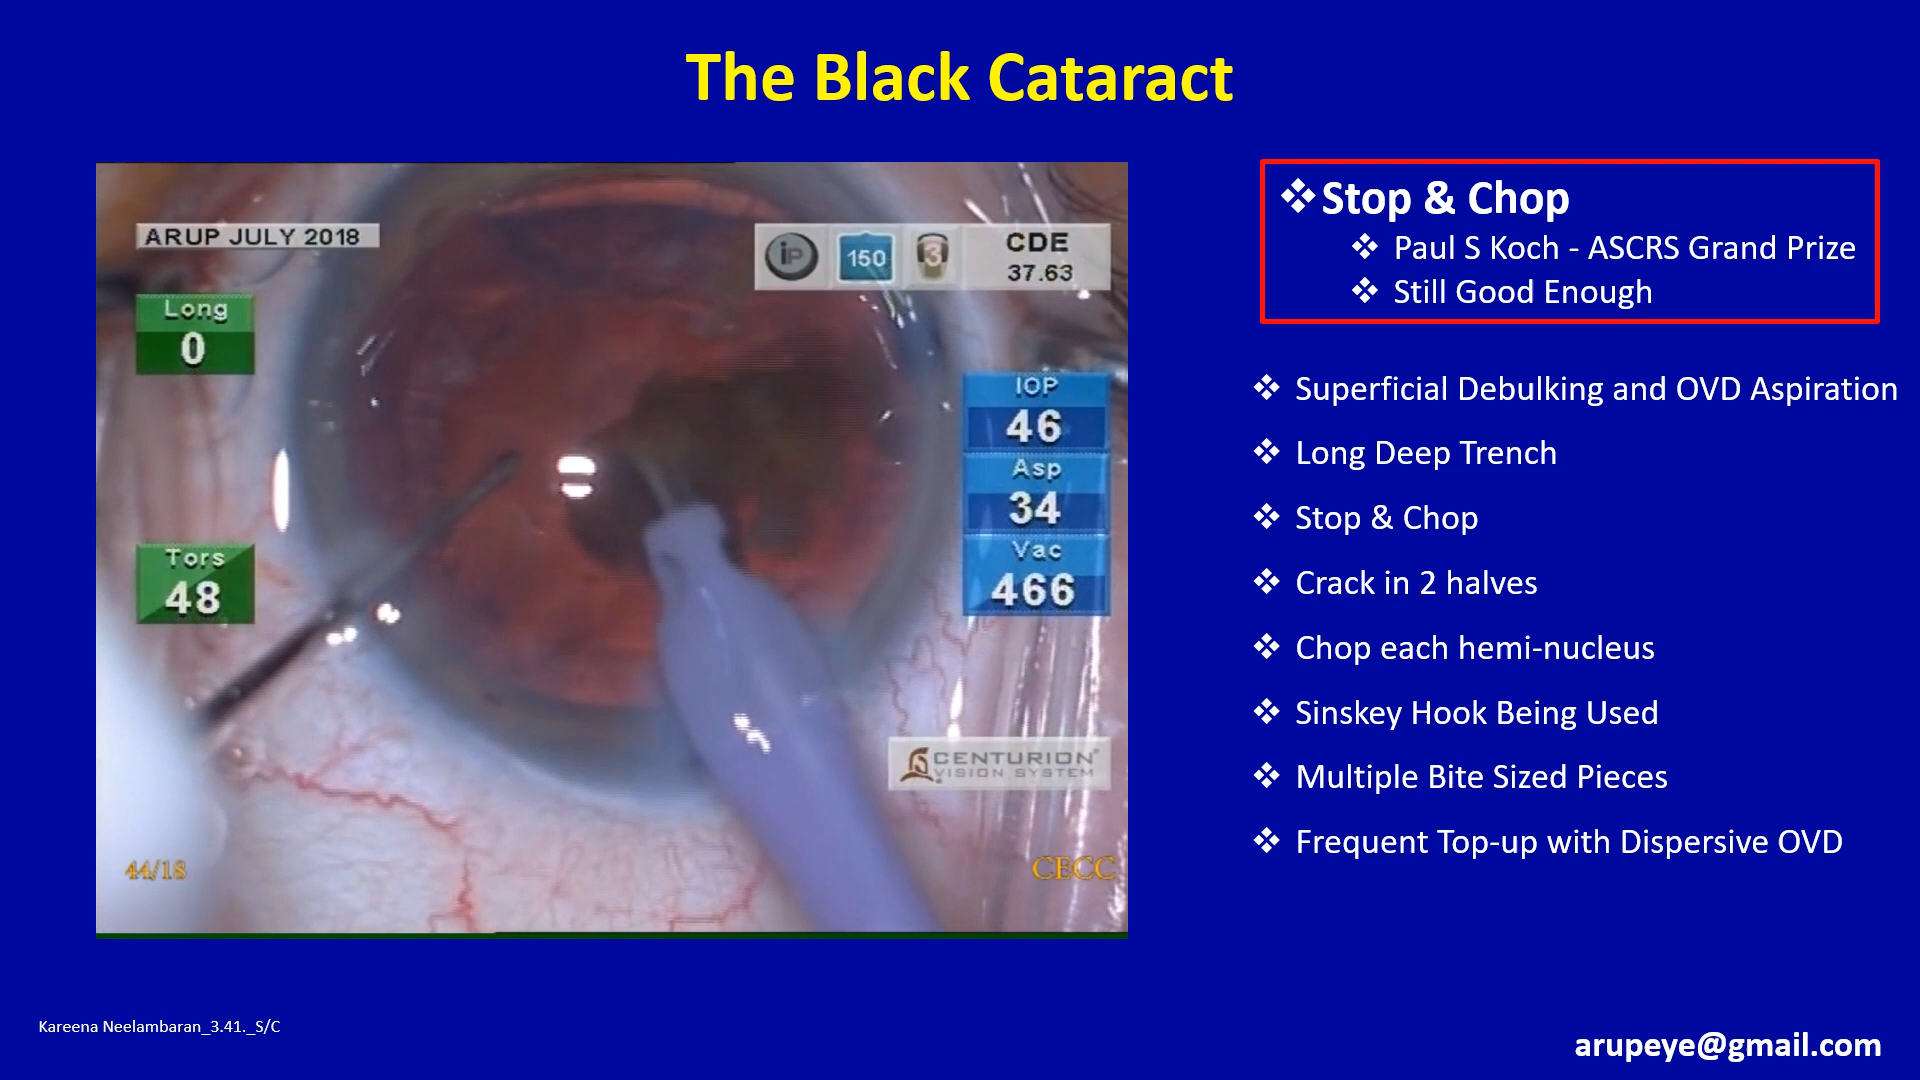 The Black Cataract
ARUP JULY 2018
iP
150
3
CDE
37.63
Long
0
IOP
46
Asp
34
Vac
466
Tors
48
CENTURION
VISION SYSTEM
44/18
CECC
❖ Stop & Chop
❖ Paul S Koch - ASCRS Grand Prize
❖ Still Good Enough
❖ Superficial Debulking and OVD Aspiration
❖ Long Deep Trench
❖ Stop & Chop
❖ Crack in 2 halves
❖ Chop each hemi-nucleus
❖ Sinskey Hook Being Used
❖ Multiple Bite Sized Pieces
❖ Frequent Top-up with Dispersive OVD
Kareena Neelambaran_3.41._S/C
arupeye@gmail.com